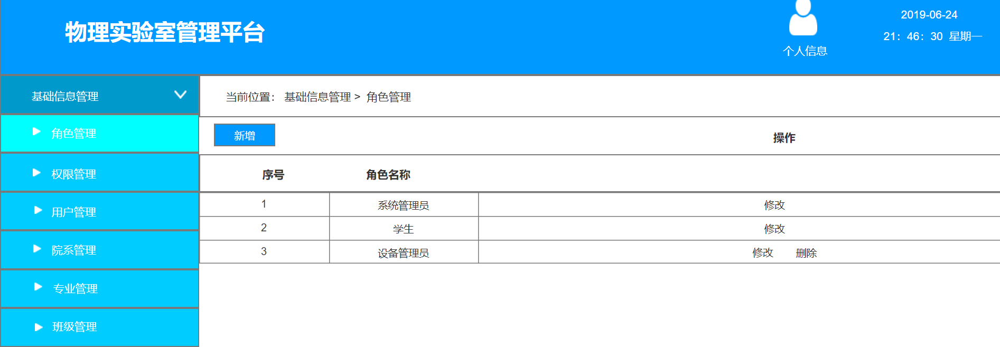 物理实验室管理平台
2019-06-24
21：46：30 星期一
个人信息
基础信息管理
当前位置： 基础信息管理 > 角色管理
角色管理
权限管理
用户管理
院系管理
专业管理
班级管理
新增
操作
序号 角色名称
1 系统管理员 修改
2 学生 修改
3 设备管理员 修改 删除